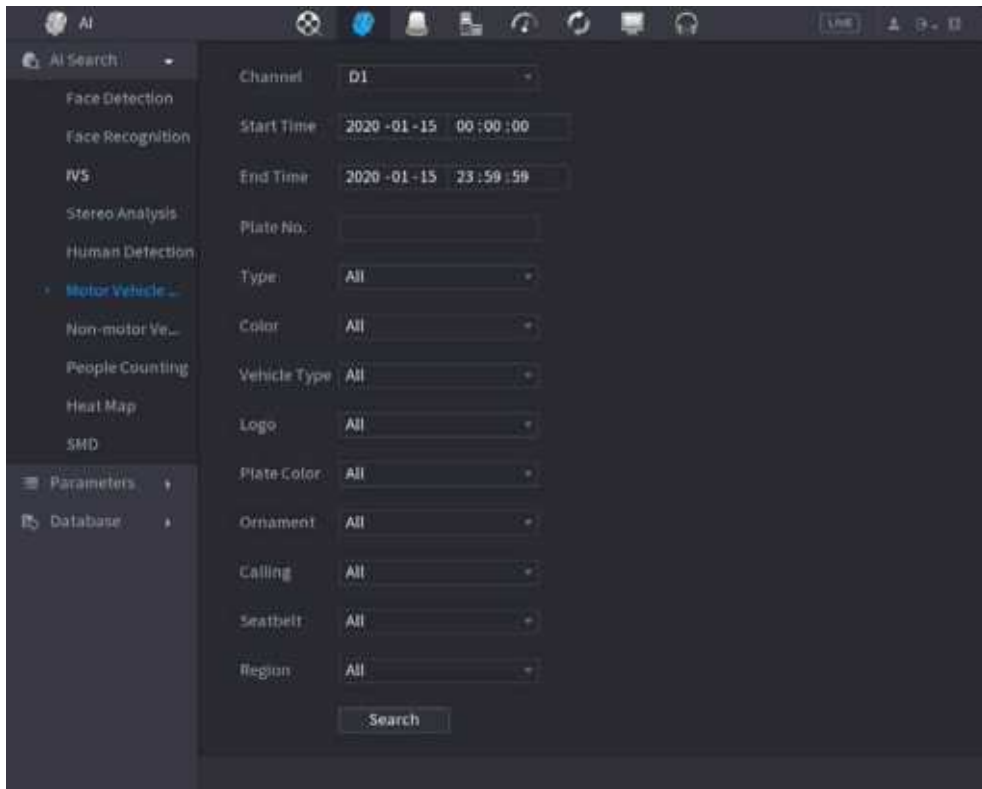 AI
LIVE
AI Search
Face Detection
Face Recognition
IVS
Stereo Analysis
Human Detection
Motor Vehicle ...
Non-motor Ve...
People Counting
Heat Map
SMD
Parameters
Database
Channel D1
Start Time 2020 -01 -15 00 :00 :00
End Time 2020 -01 -15 23 :59 :59
Plate No.
Type All
Color All
Vehicle Type All
Logo All
Plate Color All
Ornament All
Calling All
Seatbelt All
Region All
Search